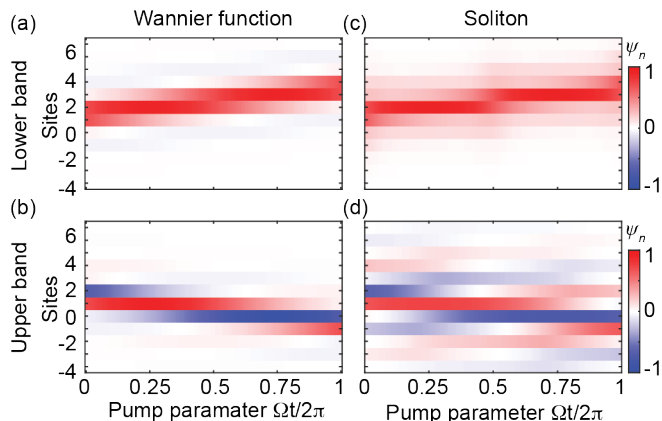 Wannier function
Soliton
(a)
(c)
ψn
Lower band
Sites
6
4
2
0
-2
-4
1
0
-1
(b)
(d)
ψn
Upper band
Sites
6
4
2
0
-2
-4
1
0
-1
0 0.25 0.5 0.75 1
0 0.25 0.5 0.75 1
Pump paramater Ωt/2π
Pump parameter Ωt/2π